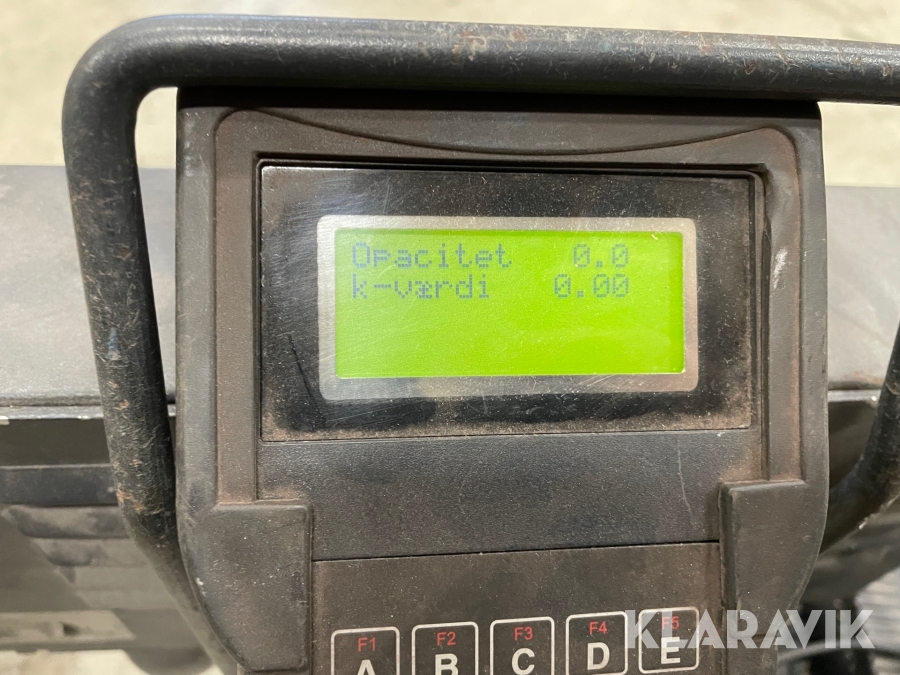 Opacitet 0.0
k-værdi 0.00
F1 F2 F3 F4 F5
A B C D E
KLARAVIK